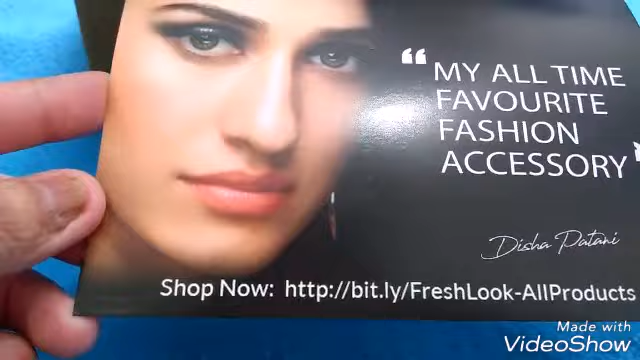 “ MY ALL TIME
FAVOURITE
FASHION
ACCESSORY ”
Disha Patani
Shop Now: http://bit.ly/FreshLook-AllProducts
Made with
VideoShow